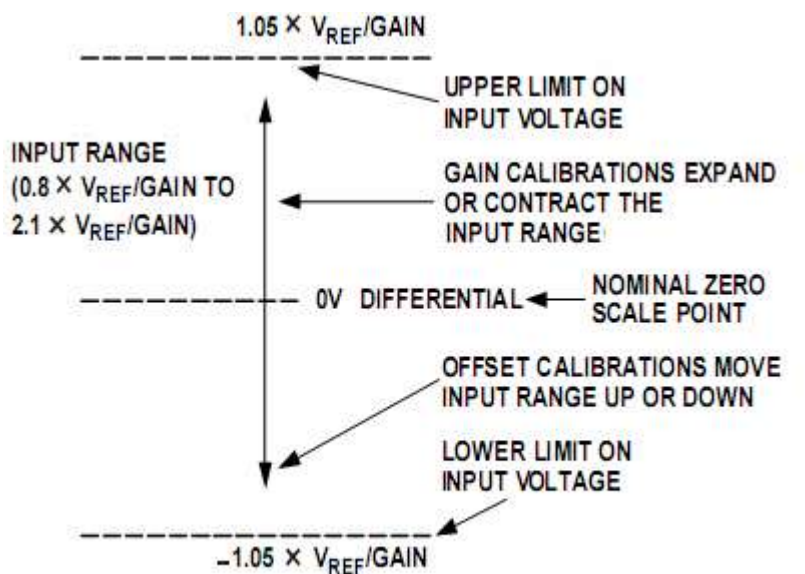 1.05 × VREF/GAIN
UPPER LIMIT ON
INPUT VOLTAGE
INPUT RANGE
(0.8 × VREF/GAIN TO
2.1 × VREF/GAIN)
GAIN CALIBRATIONS EXPAND
OR CONTRACT THE
INPUT RANGE
0V DIFFERENTIAL
NOMINAL ZERO
SCALE POINT
OFFSET CALIBRATIONS MOVE
INPUT RANGE UP OR DOWN
LOWER LIMIT ON
INPUT VOLTAGE
–1.05 × VREF/GAIN